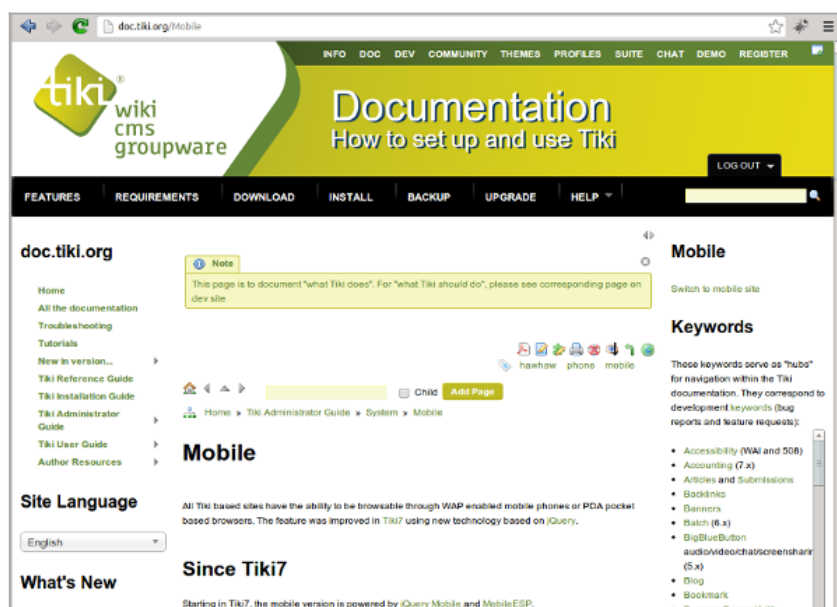 doc.tiki.org/Mobile
INFO DOC DEV COMMUNITY THEMES PROFILES SUITE CHAT DEMO REGISTER
tiki®
wiki
cms
groupware
Documentation
How to set up and use Tiki
LOG OUT
FEATURES REQUIREMENTS DOWNLOAD INSTALL BACKUP UPGRADE HELP
doc.tiki.org
Home
All the documentation
Troubleshooting
Tutorials
New in version...
Tiki Reference Guide
Tiki Installation Guide
Tiki Administrator
Guide
Tiki User Guide
Author Resources
Site Language
English
What's New
Note
This page is to document "what Tiki does". For "what Tiki should do", please see corresponding page on
dev site
hawhaw phone mobile
Child Add Page
Home » Tiki Administrator Guide » System » Mobile
Mobile
All Tiki based sites have the ability to be browsable through WAP enabled mobile phones or PDA pocket
based browsers. The feature was improved in Tiki7 using new technology based on jQuery.
Since Tiki7
Starting in Tiki7, the mobile version is powered by jQuery Mobile and MobileESP.
Mobile
Switch to mobile site
Keywords
These keywords serve as "hubs"
for navigation within the Tiki
documentation. They correspond to
development keywords (bug
reports and feature requests):
Accessibility (WAI and 508)
Accounting (7.x)
Articles and Submissions
Backlinks
Banners
Batch (6.x)
BigBlueButton
audio/video/chat/screensharin
(5.x)
Blog
Bookmark